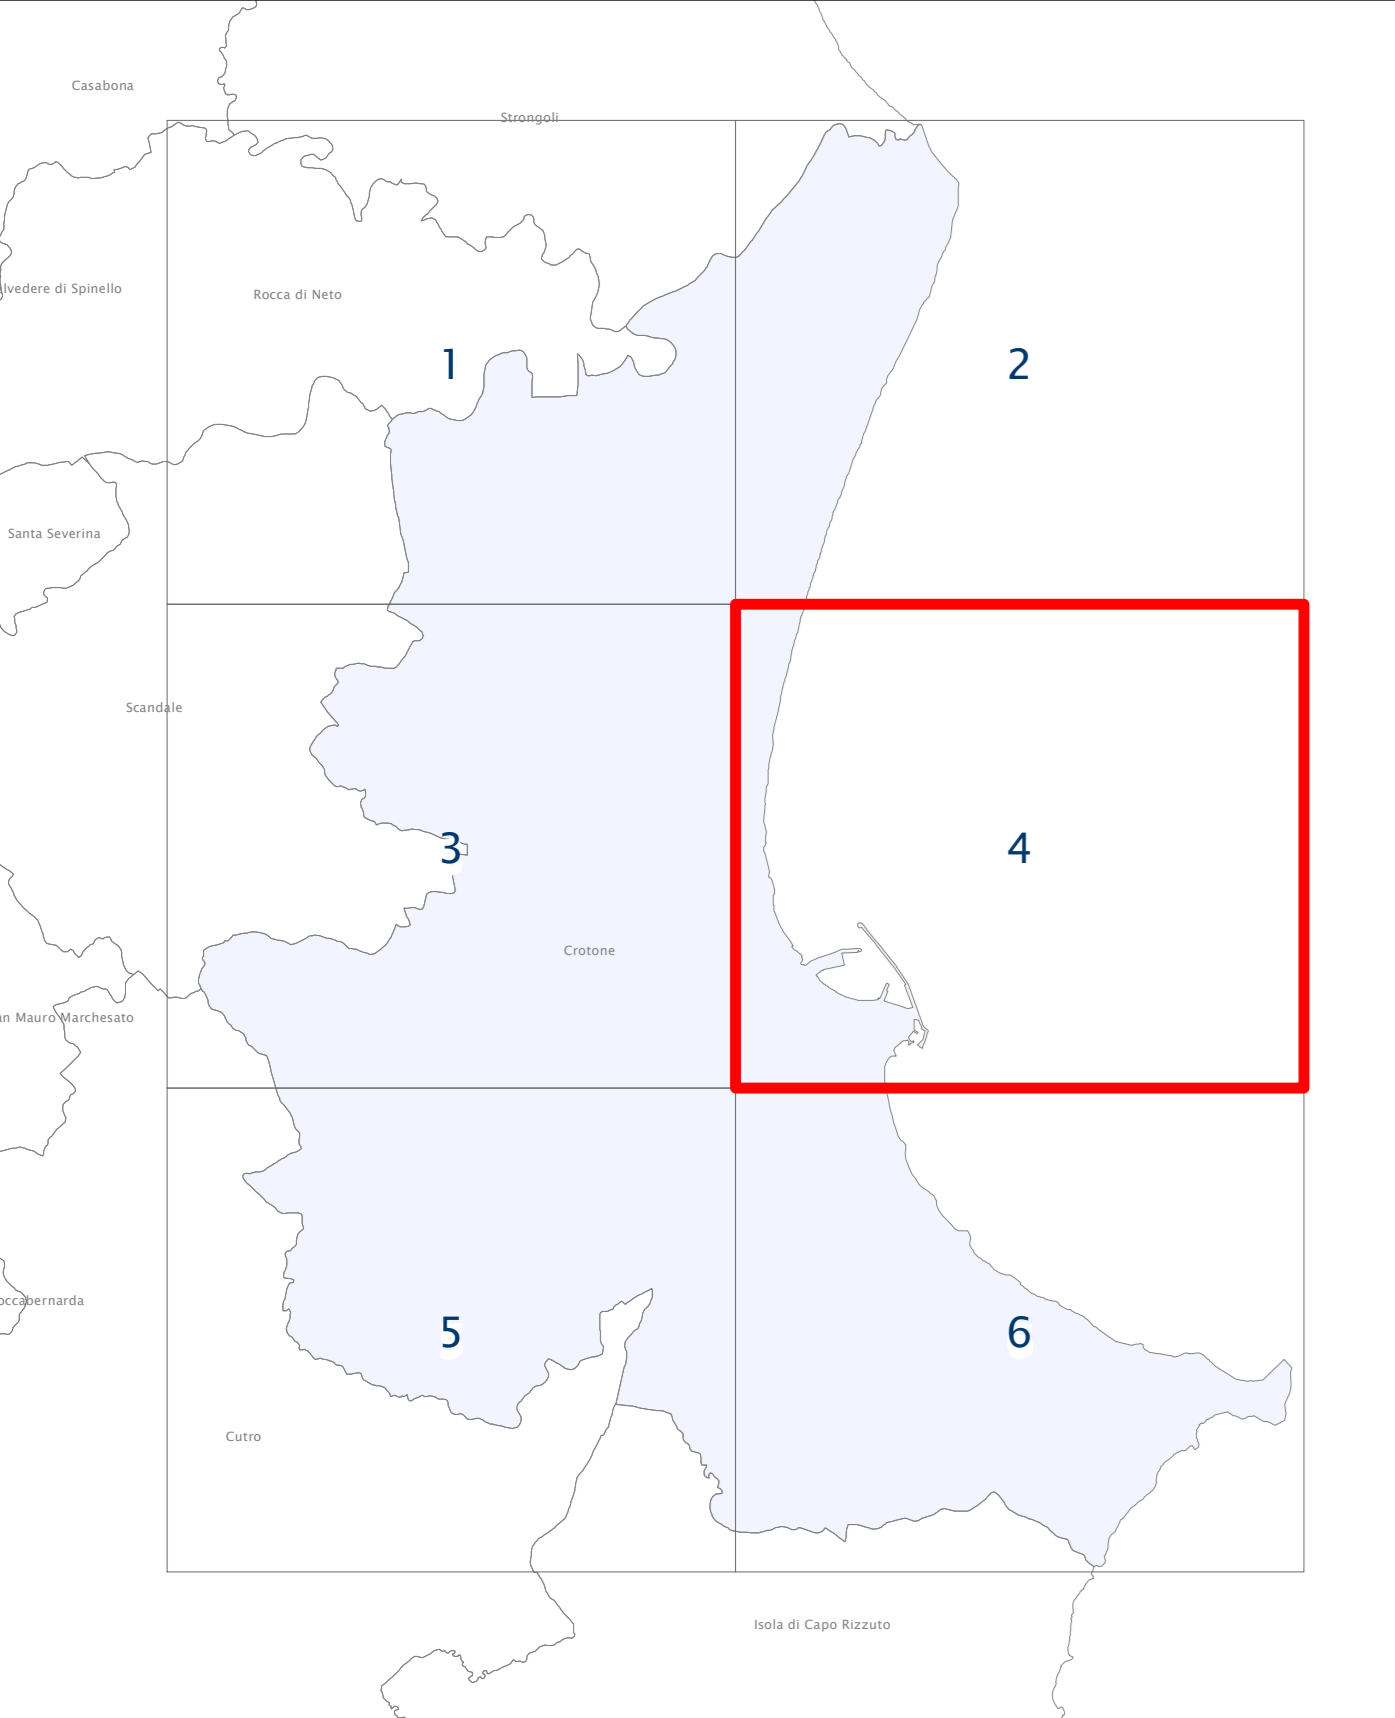 Casabona
Strongoli
lvedere di Spinello
Rocca di Neto
1
2
Santa Severina
Scandale
3
4
Crotone
an Mauro Marchesato
occabernarda
5
6
Cutro
Isola di Capo Rizzuto